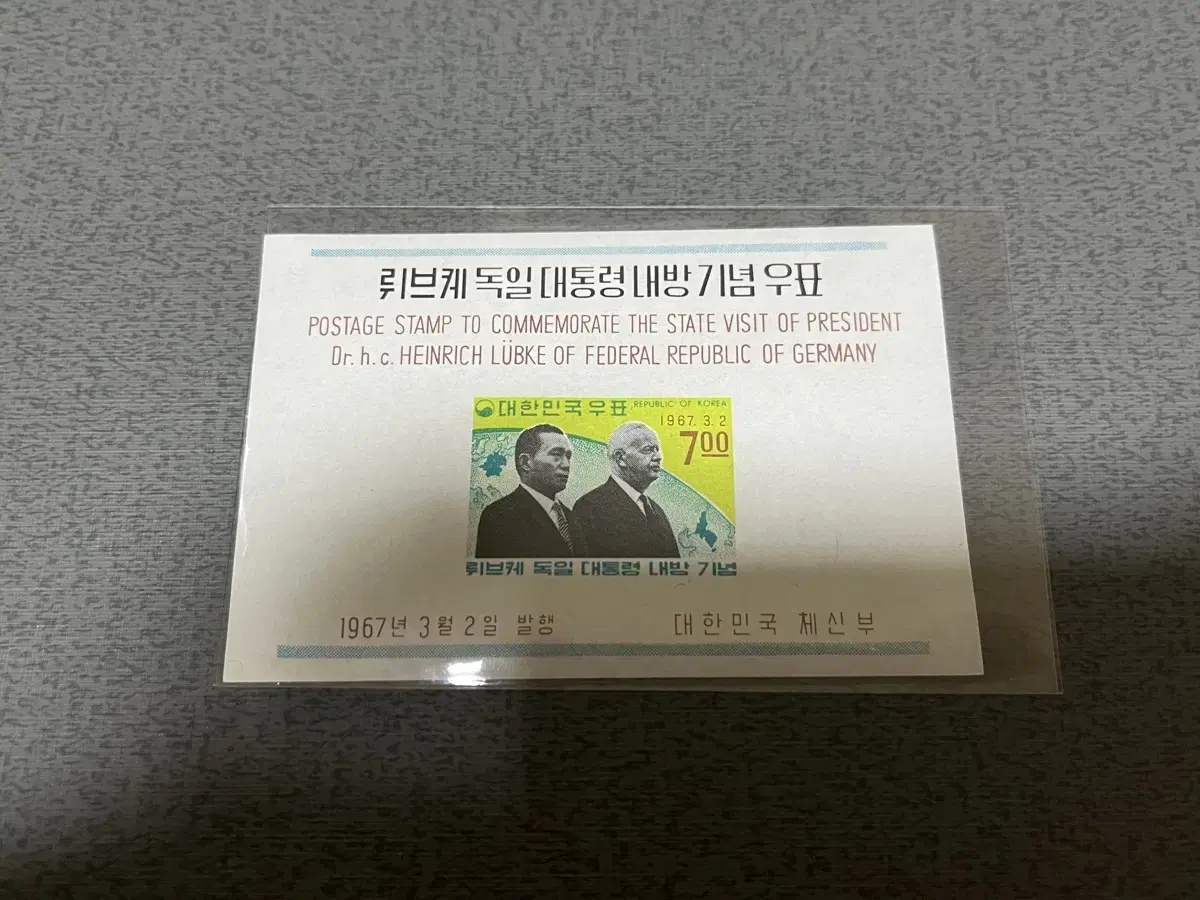 뤼브케 독일 대통령 내방 기념 우표
POSTAGE STAMP TO COMMEMORATE THE STATE VISIT OF PRESIDENT
Dr. h. c. HEINRICH LÜBKE OF FEDERAL REPUBLIC OF GERMANY
대한민국우표 REPUBLIC OF KOREA
1967. 3. 2
700
뤼브케 독일 대통령 내방 기념
1967년 3월 2일 발행 대한민국 체신부